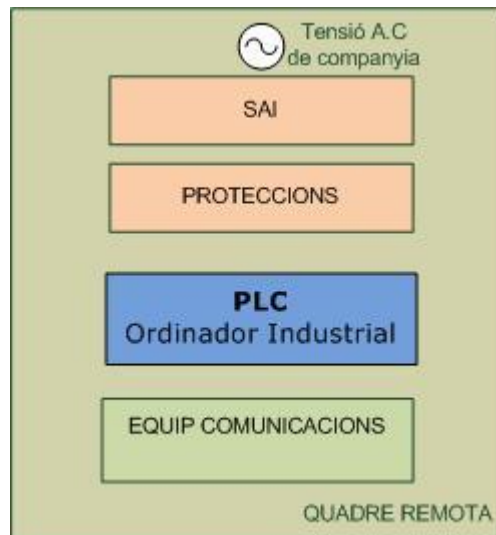 Tensió A.C
de companyia
SAI
PROTECCIONS
PLC
Ordinador Industrial
EQUIP COMUNICACIONS
QUADRE REMOTA